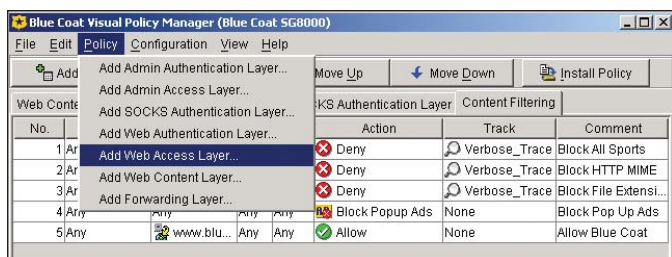 Blue Coat Visual Policy Manager (Blue Coat SG8000)
File Edit Policy Configuration View Help
Add Move Up Move Down Install Policy
Add Admin Authentication Layer...
Add Admin Access Layer...
Add SOCKS Authentication Layer...
Add Web Authentication Layer...
Add Web Access Layer...
Add Web Content Layer...
Add Forwarding Layer...
Web Conte KS Authentication Layer Content Filtering
No. Action Track Comment
1 Ar Deny Verbose_Trace Block All Sports
2 Ar Deny Verbose_Trace Block HTTP MIME
3 Ar Deny Verbose_Trace Block File Extensi...
4 Any Any Any Any Block Popup Ads None Block Pop Up Ads
5 Any www.blu... Any Any Allow None Allow Blue Coat